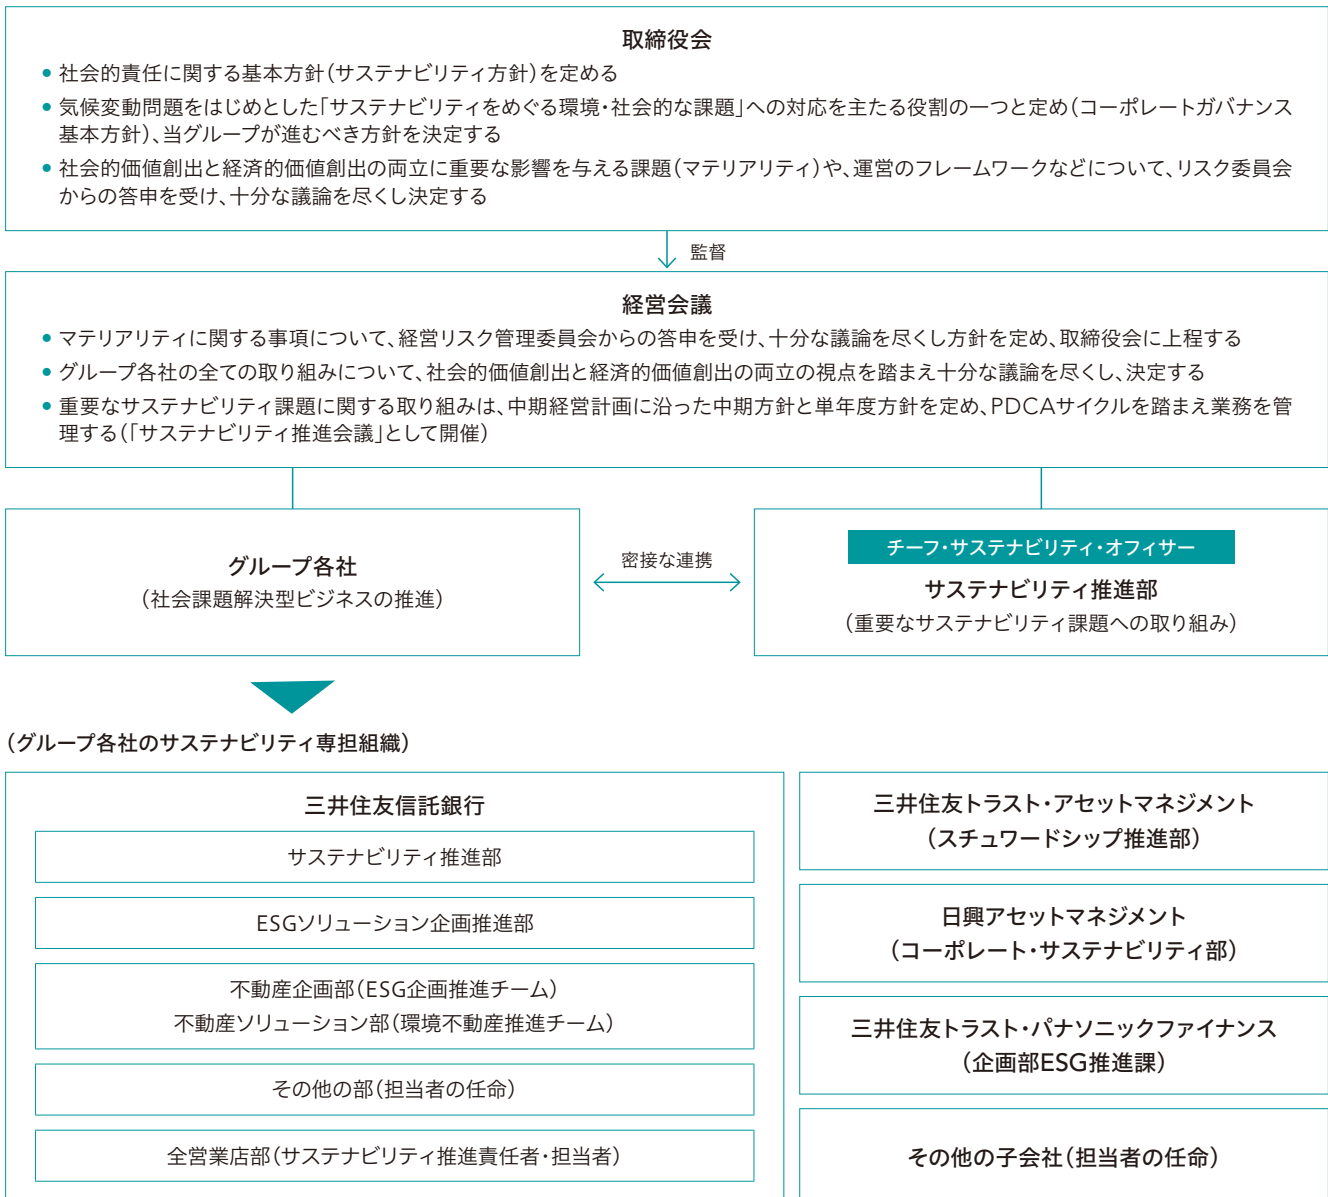 取締役会
• 社会的責任に関する基本方針（サステナビリティ方針）を定める
• 気候変動問題をはじめとした「サステナビリティをめぐる環境・社会的な課題」への対応を主たる役割の一つと定め（コーポレートガバナンス
基本方針）、当グループが進むべき方針を決定する
• 社会的価値創出と経済的価値創出の両立に重要な影響を与える課題（マテリアリティ）や、運営のフレームワークなどについて、リスク委員会
からの答申を受け、十分な議論を尽くし決定する
監督
経営会議
• マテリアリティに関する事項について、経営リスク管理委員会からの答申を受け、十分な議論を尽くし方針を定め、取締役会に上程する
• グループ各社の全ての取り組みについて、社会的価値創出と経済的価値創出の両立の視点を踏まえ十分な議論を尽くし、決定する
• 重要なサステナビリティ課題に関する取り組みは、中期経営計画に沿った中期方針と単年度方針を定め、PDCAサイクルを踏まえ業務を管
理する（「サステナビリティ推進会議」として開催）
グループ各社
（社会課題解決型ビジネスの推進）
密接な連携
チーフ・サステナビリティ・オフィサー
サステナビリティ推進部
（重要なサステナビリティ課題への取り組み）
（グループ各社のサステナビリティ専担組織）
三井住友信託銀行
サステナビリティ推進部
ESGソリューション企画推進部
不動産企画部（ESG企画推進チーム）
不動産ソリューション部（環境不動産推進チーム）
その他の部（担当者の任命）
全営業店部（サステナビリティ推進責任者・担当者）
三井住友トラスト・アセットマネジメント
（スチュワードシップ推進部）
日興アセットマネジメント
（コーポレート・サステナビリティ部）
三井住友トラスト・パナソニックファイナンス
（企画部ESG推進課）
その他の子会社（担当者の任命）